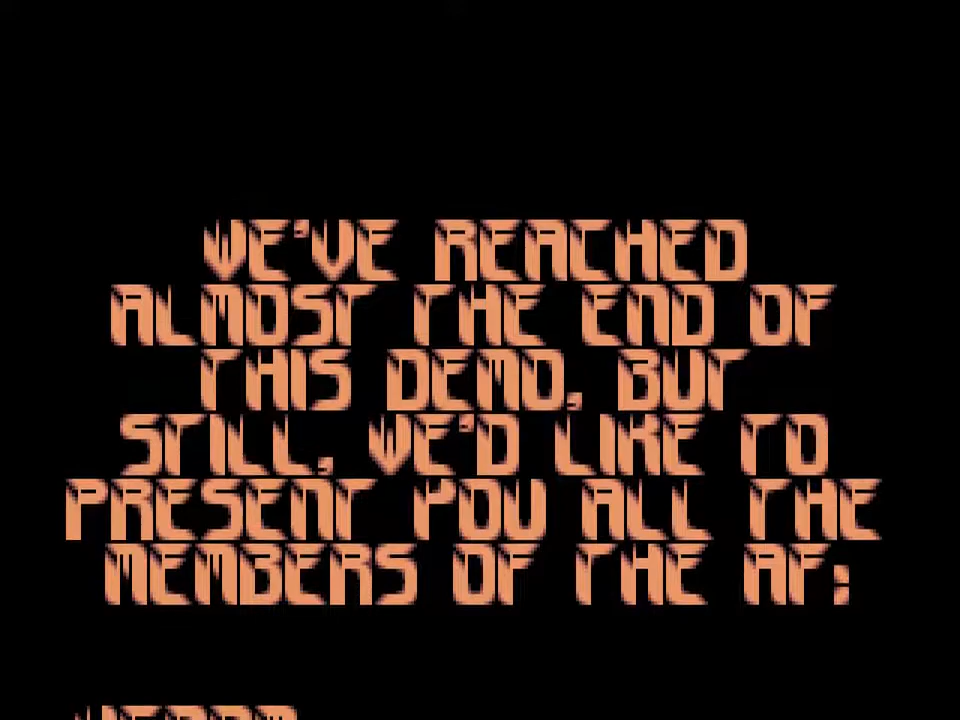 WE'VE REACHED
ALMOST THE END OF
THIS DEMO, BUT
STILL, WE'D LIKE TO
PRESENT YOU ALL THE
MEMBERS OF THE AF: